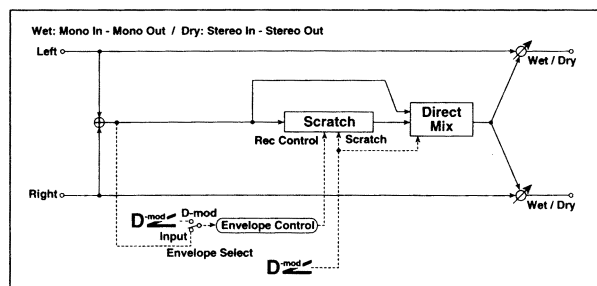 Wet: Mono In - Mono Out / Dry: Stereo In - Stereo Out
Left
Wet / Dry
Scratch
Direct
Mix
Rec Control
Scratch
Right
Wet / Dry
D-mod
D-mod
Input
Envelope Control
Envelope Select
D-mod